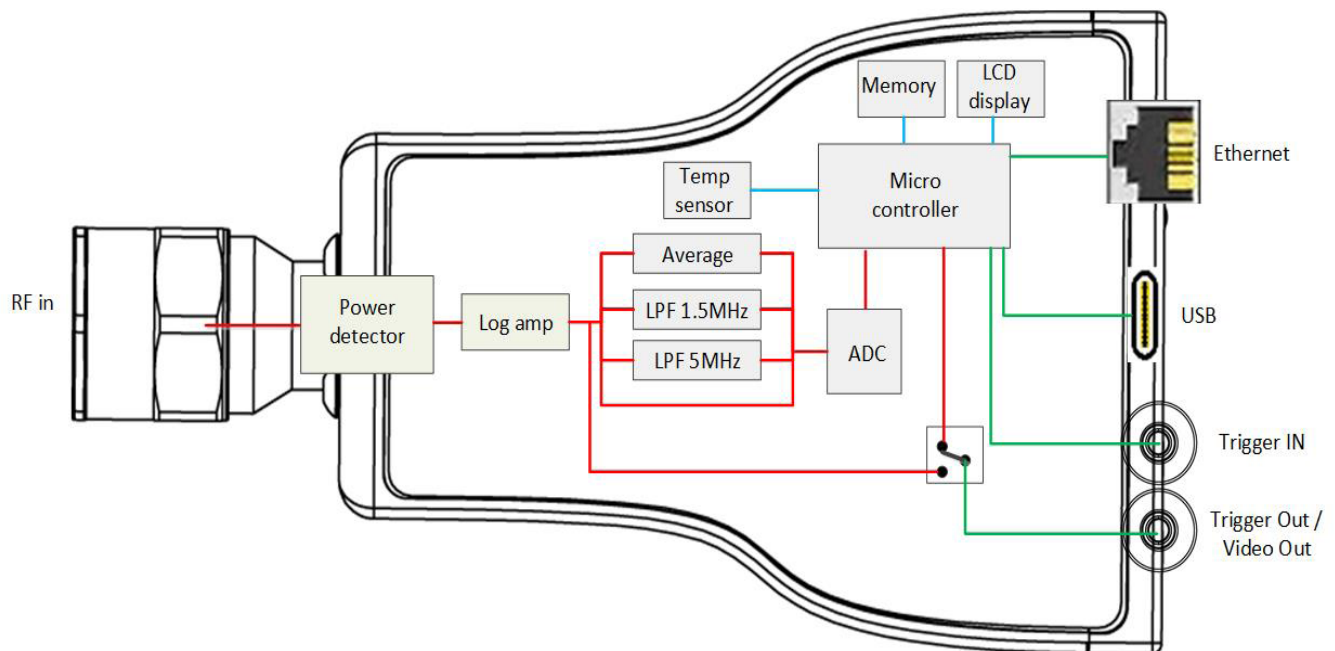 Memory
LCD
display
Ethernet
Temp
sensor
Micro
controller
Average
RF in
Power
detector
Log amp
LPF 1.5MHz
LPF 5MHz
ADC
USB
Trigger IN
Trigger Out /
Video Out